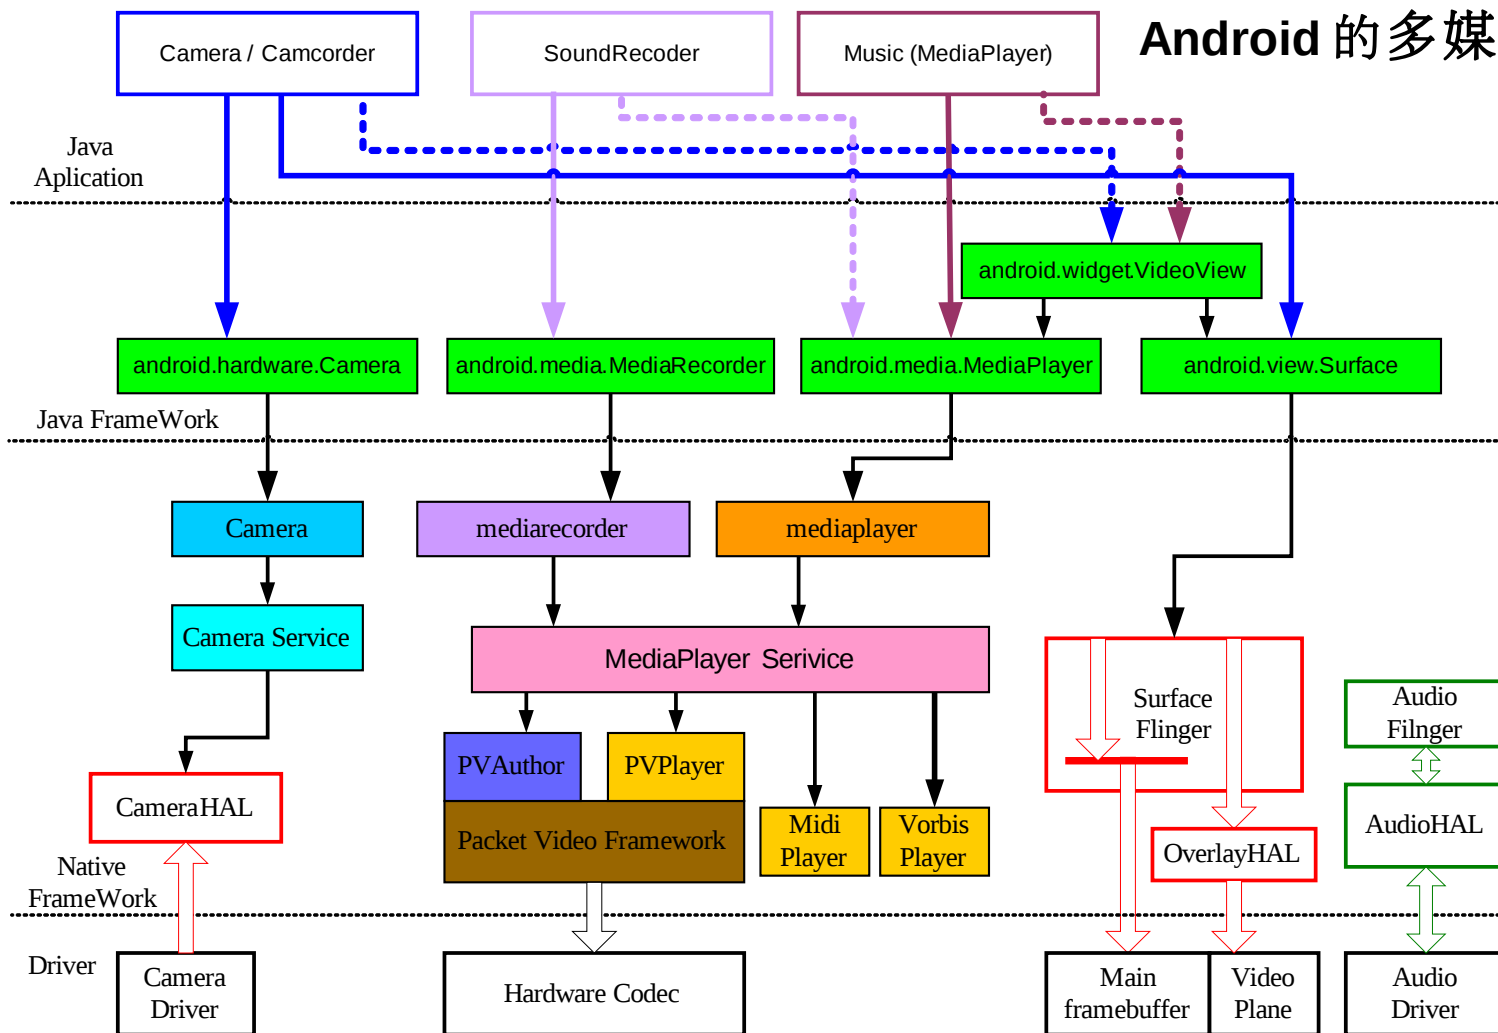 Android 的多媒
Camera / Camcorder
SoundRecoder
Music (MediaPlayer)
Java
Aplication
android.widget.VideoView
android.hardware.Camera
android.media.MediaRecorder
android.media.MediaPlayer
android.view.Surface
Java FrameWork
Camera
mediarecorder
mediaplayer
Camera Service
MediaPlayer Serivice
Surface
Flinger
Audio
Filnger
PVAuthor
PVPlayer
CameraHAL
Packet Video Framework
Midi
Player
Vorbis
Player
OverlayHAL
AudioHAL
Native
FrameWork
Driver
Camera
Driver
Hardware Codec
Main
framebuffer
Video
Plane
Audio
Driver